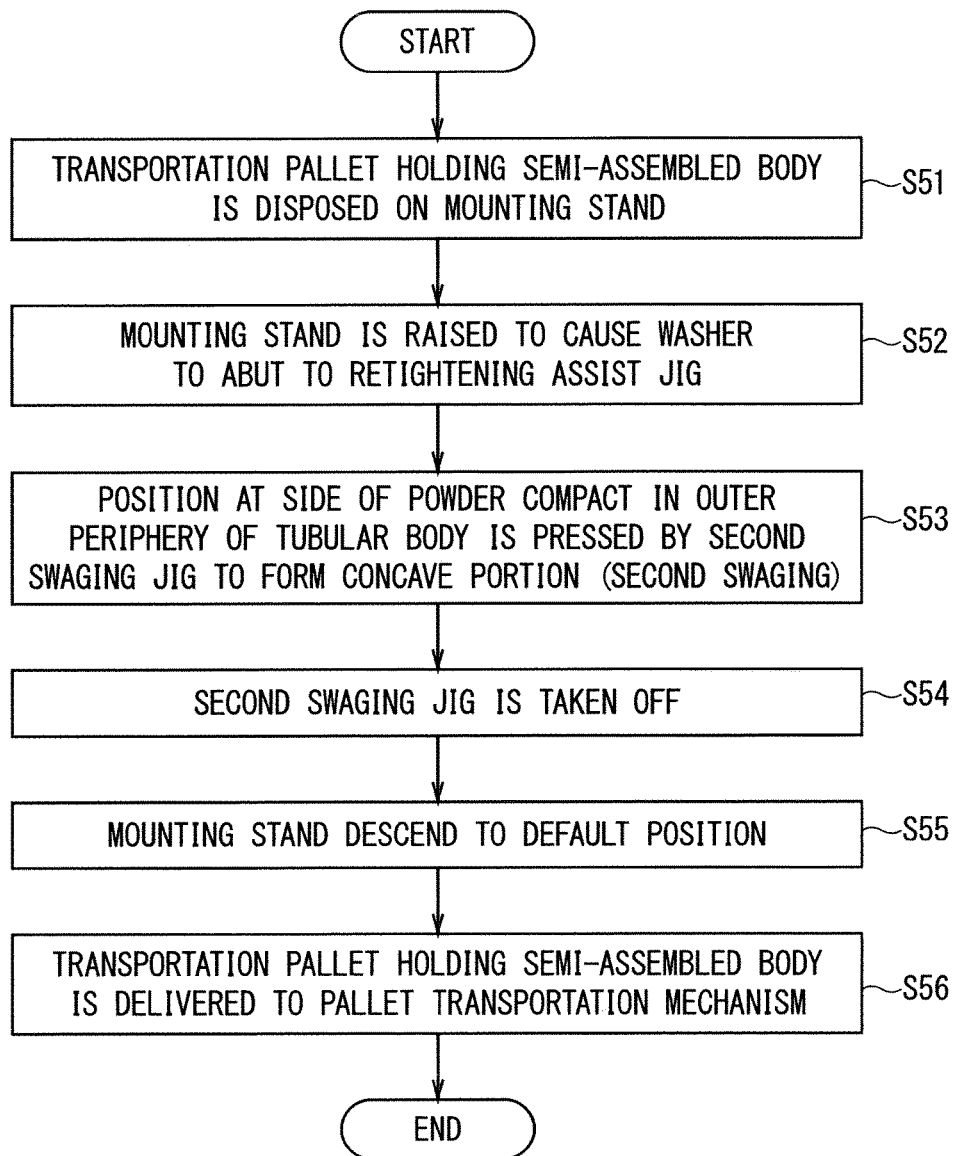 START
TRANSPORTATION PALLET HOLDING SEMI-ASSEMBLED BODY
IS DISPOSED ON MOUNTING STAND
S51
MOUNTING STAND IS RAISED TO CAUSE WASHER
TO ABUT TO RETIGHTENING ASSIST JIG
S52
POSITION AT SIDE OF POWDER COMPACT IN OUTER
PERIPHERY OF TUBULAR BODY IS PRESSED BY SECOND
SWAGING JIG TO FORM CONCAVE PORTION (SECOND SWAGING)
S53
SECOND SWAGING JIG IS TAKEN OFF
S54
MOUNTING STAND DESCEND TO DEFAULT POSITION
S55
TRANSPORTATION PALLET HOLDING SEMI-ASSEMBLED BODY
IS DELIVERED TO PALLET TRANSPORTATION MECHANISM
S56
END